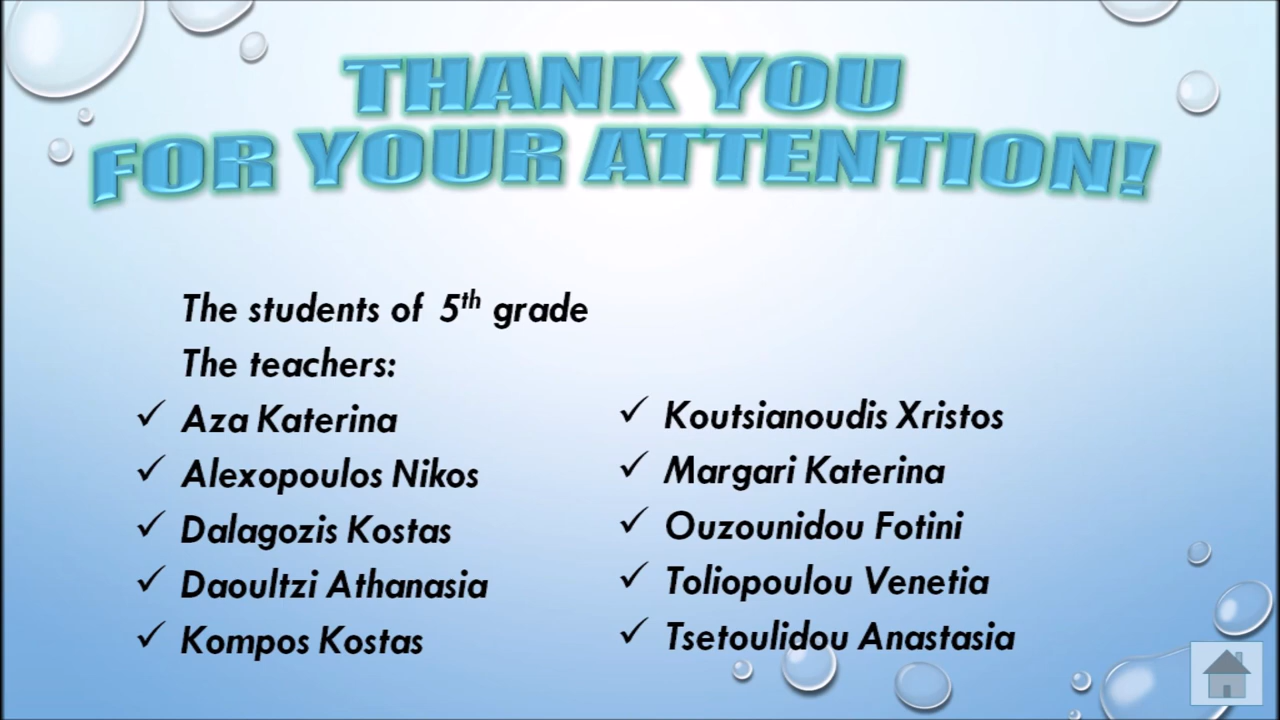 THANK YOU
FOR YOUR ATTENTION!
The students of 5th grade
The teachers:
✓ Aza Katerina
✓ Alexopoulos Nikos
✓ Dalagozis Kostas
✓ Daoultzi Athanasia
✓ Kompos Kostas
✓ Koutsianoudis Xristos
✓ Margari Katerina
✓ Ouzounidou Fotini
✓ Toliopoulou Venetia
✓ Tsetoulidou Anastasia